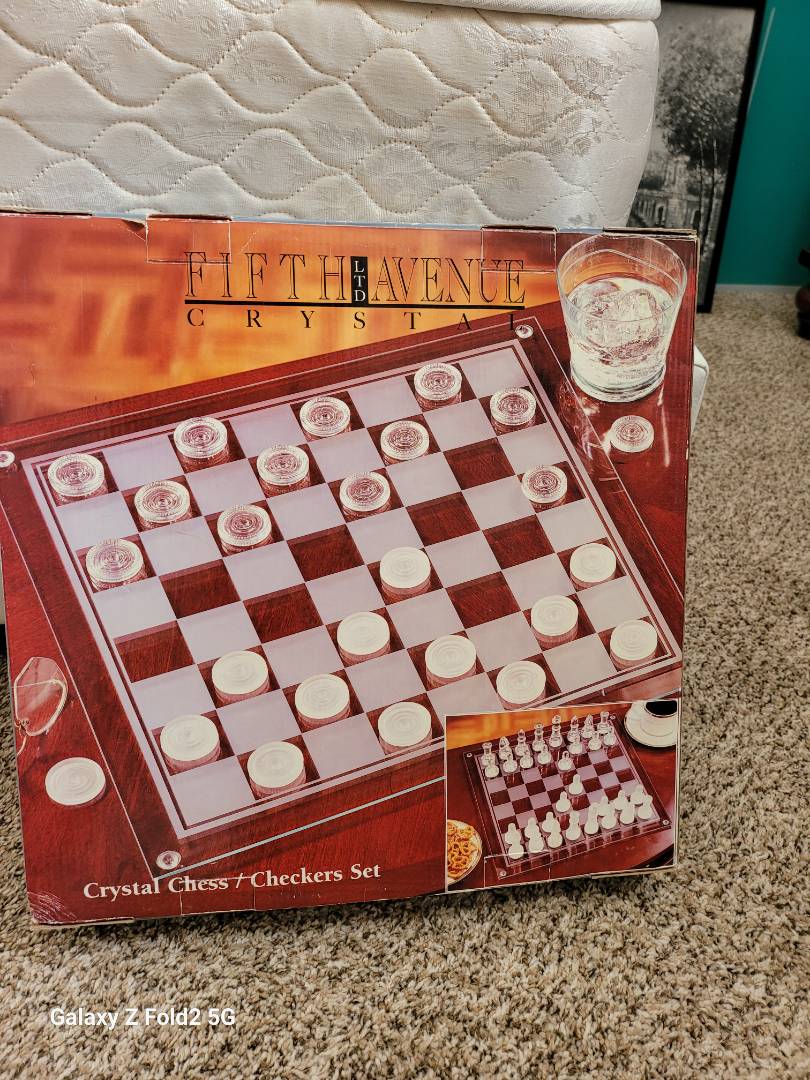 FIFTH LTD AVENUE
CRYSTAL
Crystal Chess / Checkers Set
Galaxy Z Fold2 5G